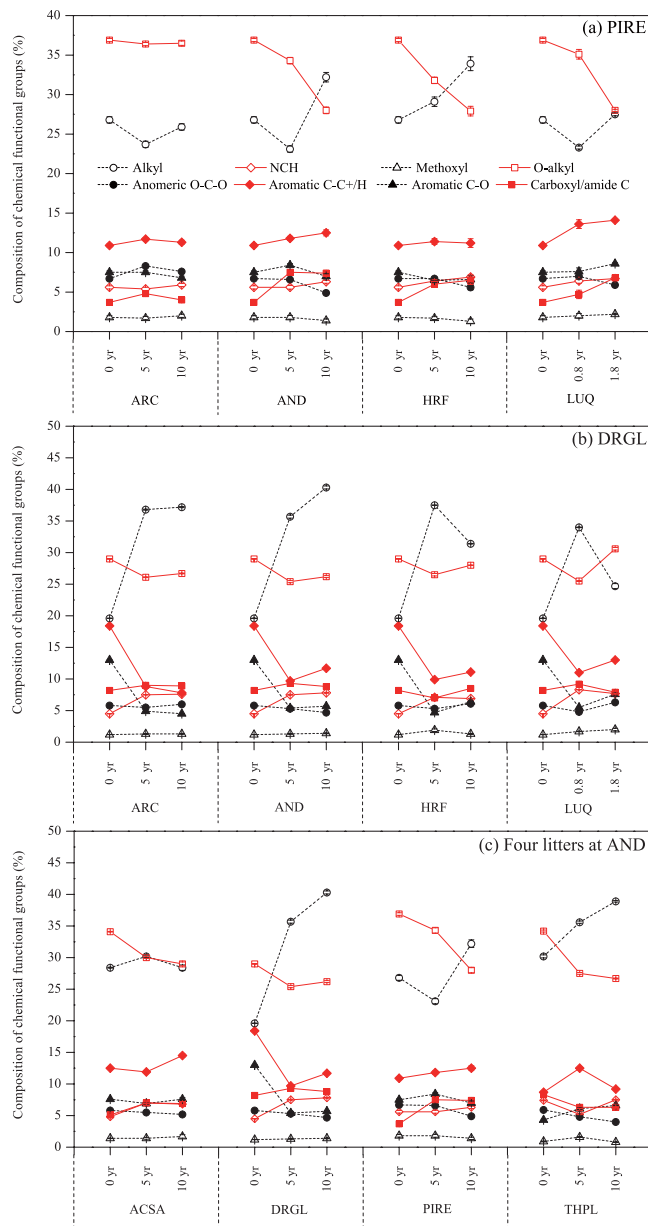 40
35
30
25
20
15
10
5
0
Composition of chemical functional groups (%)
(a) PIRE
Alkyl NCH Methoxyl O-alkyl
Anomeric O-C-O Aromatic C-C+/H Aromatic C-O Carboxyl/amide C
0 yr 5 yr 10 yr 0 yr 5 yr 10 yr 0 yr 5 yr 10 yr 0 yr 0.8 yr 1.8 yr
ARC AND HRF LUQ
50
45
40
35
30
25
20
15
10
5
0
Composition of chemical functional groups (%)
(b) DRGL
0 yr 5 yr 10 yr 0 yr 5 yr 10 yr 0 yr 5 yr 10 yr 0 yr 0.8 yr 1.8 yr
ARC AND HRF LUQ
50
45
40
35
30
25
20
15
10
5
0
Composition of chemical functional groups (%)
(c) Four litters at AND
0 yr 5 yr 10 yr 0 yr 5 yr 10 yr 0 yr 5 yr 10 yr 0 yr 5 yr 10 yr
ACSA DRGL PIRE THPL